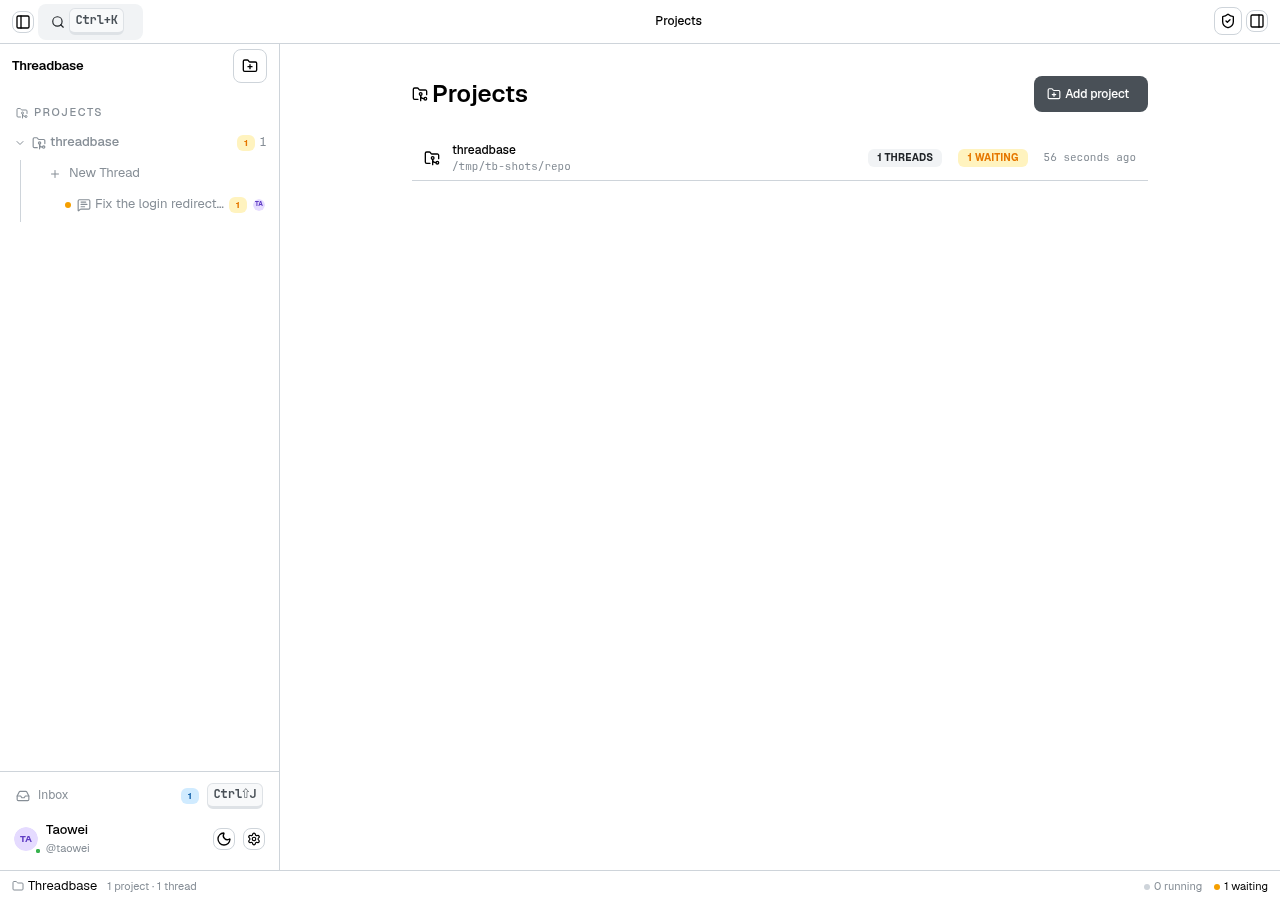 Ctrl+K
Projects
Threadbase
PROJECTS
threadbase 1 1
New Thread
Fix the login redirect... 1 TA
Projects
Add project
threadbase
/tmp/tb-shots/repo
1 THREADS
1 WAITING
56 seconds ago
Inbox 1 Ctrl⇧J
TA Taowei
@taowei
Threadbase 1 project · 1 thread
0 running 1 waiting